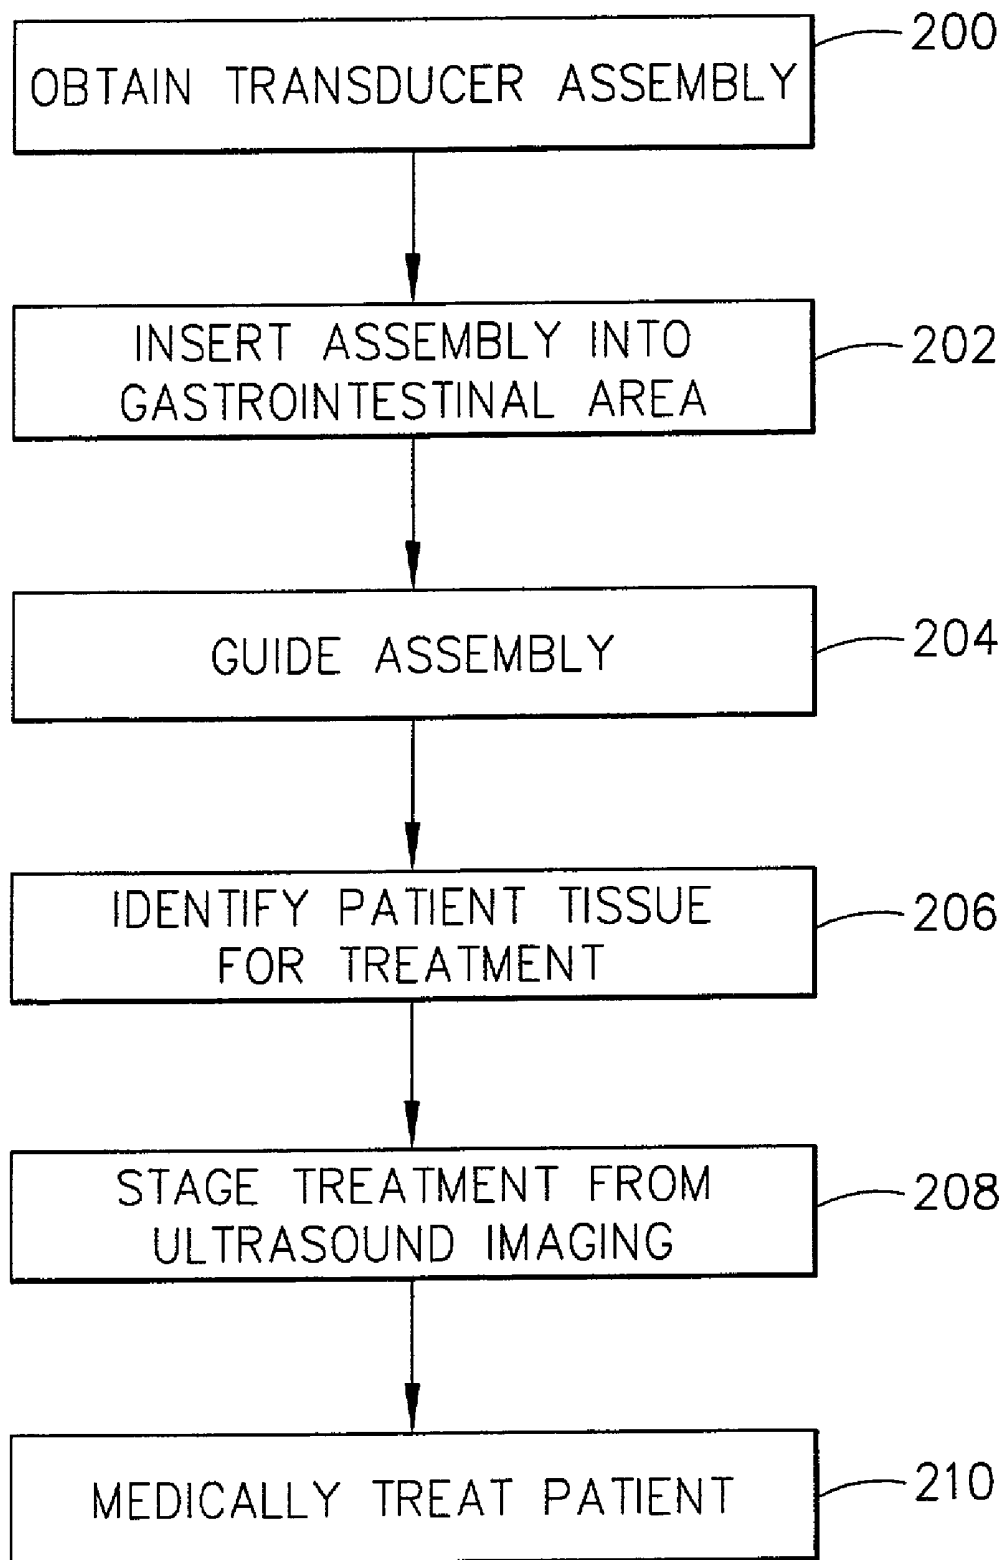 OBTAIN TRANSDUCER ASSEMBLY
200
INSERT ASSEMBLY INTO
GASTROINTESTINAL AREA
202
GUIDE ASSEMBLY
204
IDENTIFY PATIENT TISSUE
FOR TREATMENT
206
STAGE TREATMENT FROM
ULTRASOUND IMAGING
208
MEDICALLY TREAT PATIENT
210